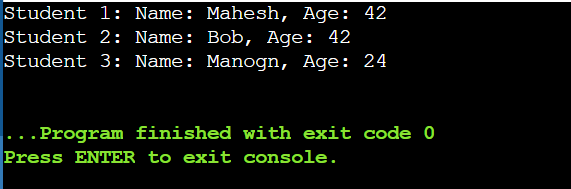 Student 1: Name: Mahesh, Age: 42
Student 2: Name: Bob, Age: 42
Student 3: Name: Manogn, Age: 24
...Program finished with exit code 0
Press ENTER to exit console.